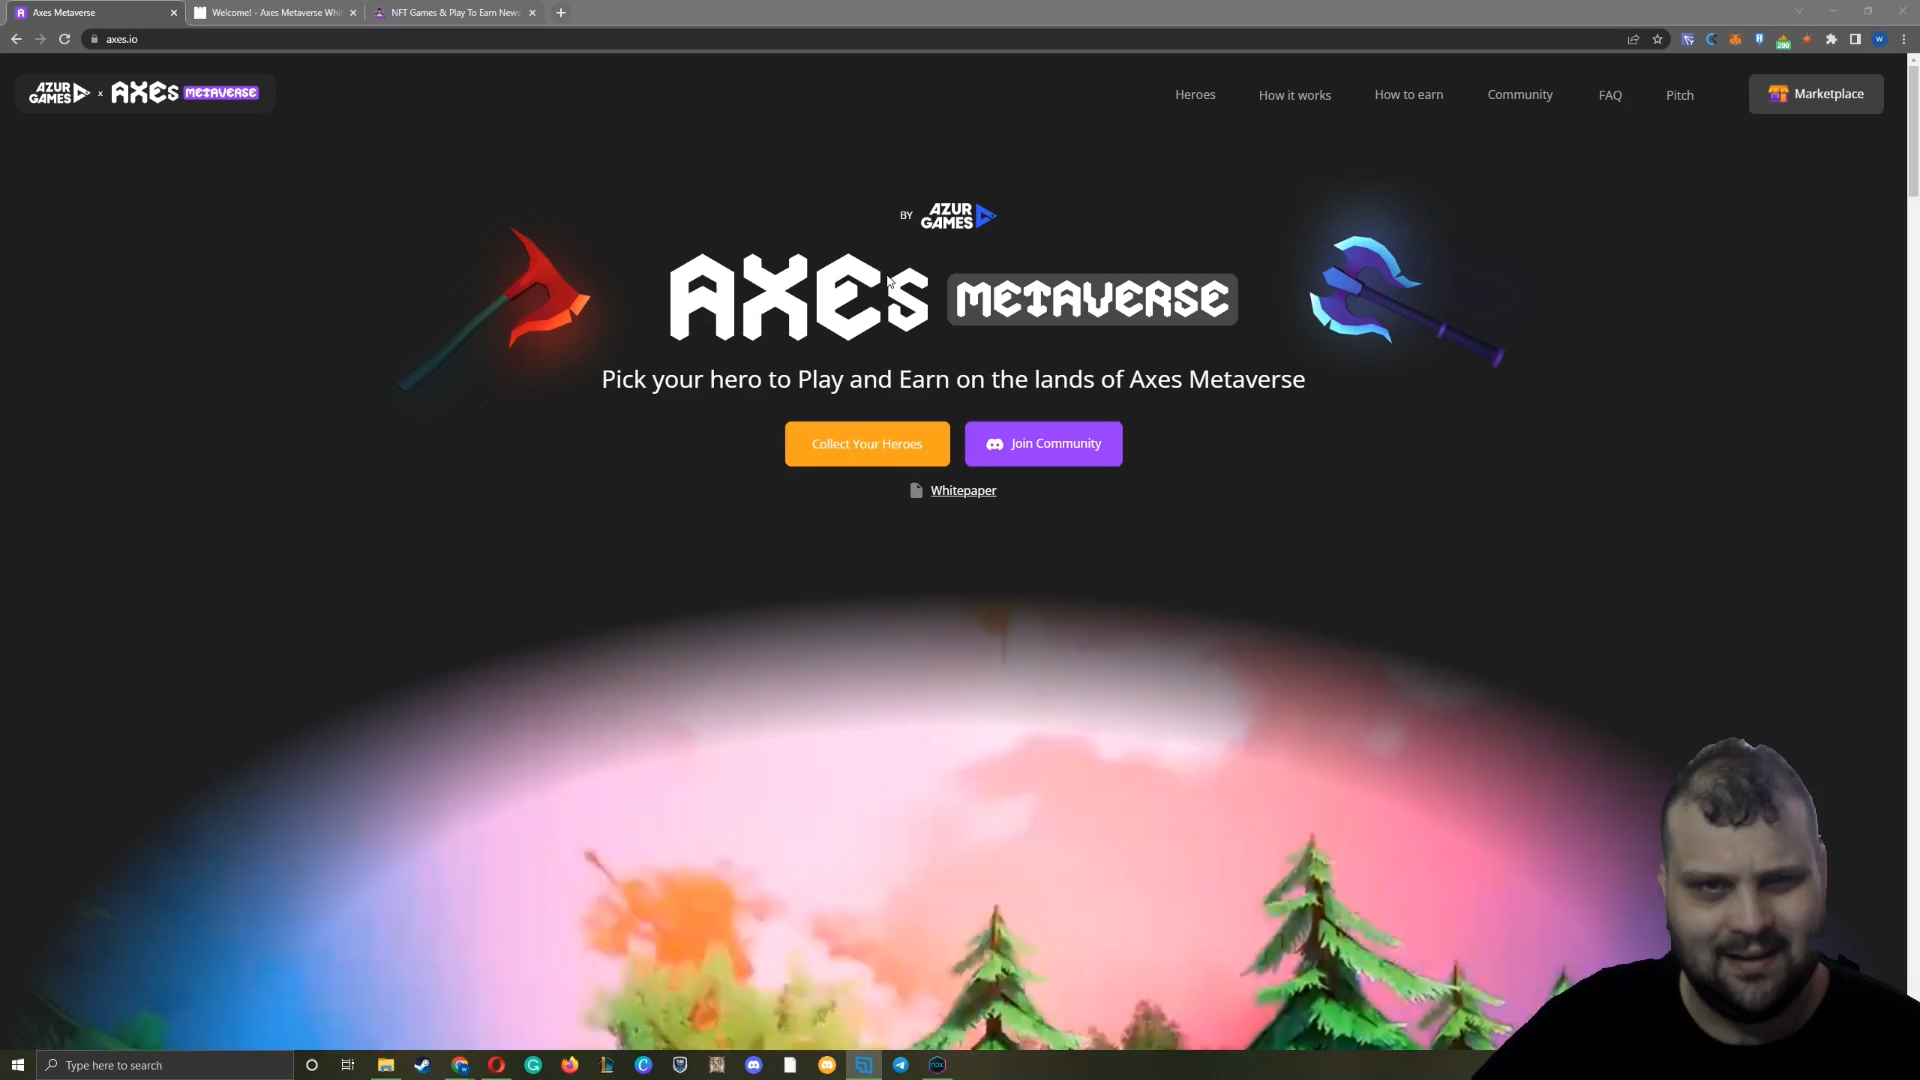 Axes Metaverse
Welcome! - Axes Metaverse Whi
NFT Games & Play To Earn News
axes.io
200
W
AZUR GAMES x AXES METAVERSE
Heroes
How it works
How to earn
Community
FAQ
Pitch
Marketplace
BY AZUR GAMES
AXES METAVERSE
Pick your hero to Play and Earn on the lands of Axes Metaverse
Collect Your Heroes
Join Community
Whitepaper
Type here to search